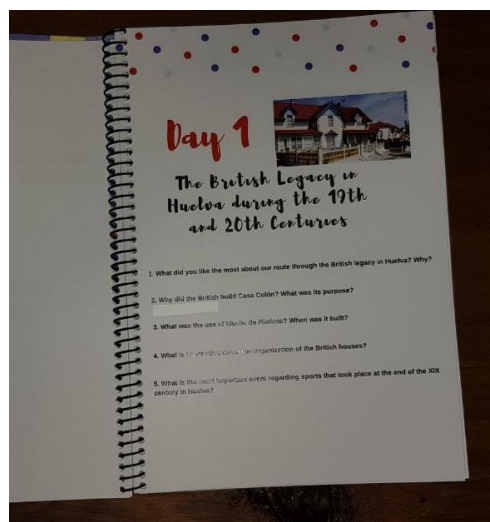 Day 1
The British Legacy in
Huelva during the 19th
and 20th Centuries
1. What did you like the most about our route through the British legacy in Huelva? Why?
2. Why did the British build Casa Colón? What was its purpose?
3. What was the use of Muelle de Riotinto? When was it built?
4. What is organization of the British houses?
5. What is the most important event regarding sports that took place at the end of the XIX
century in Huelva?